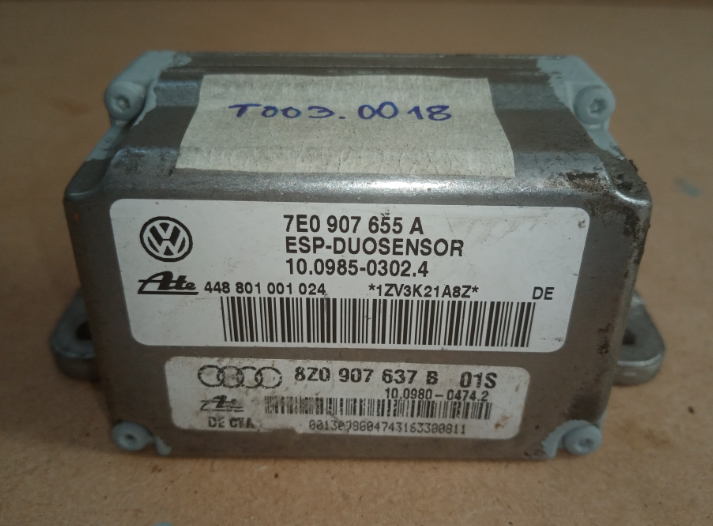 T003.0018
7E0 907 655 A
ESP-DUOSENSOR
10.0985-0302.4
Ate 448 801 001 024 *1ZV3K21A8Z* DE
8Z0 907 637 B 01S
10.0980-0474.2
Ate
DE CTA